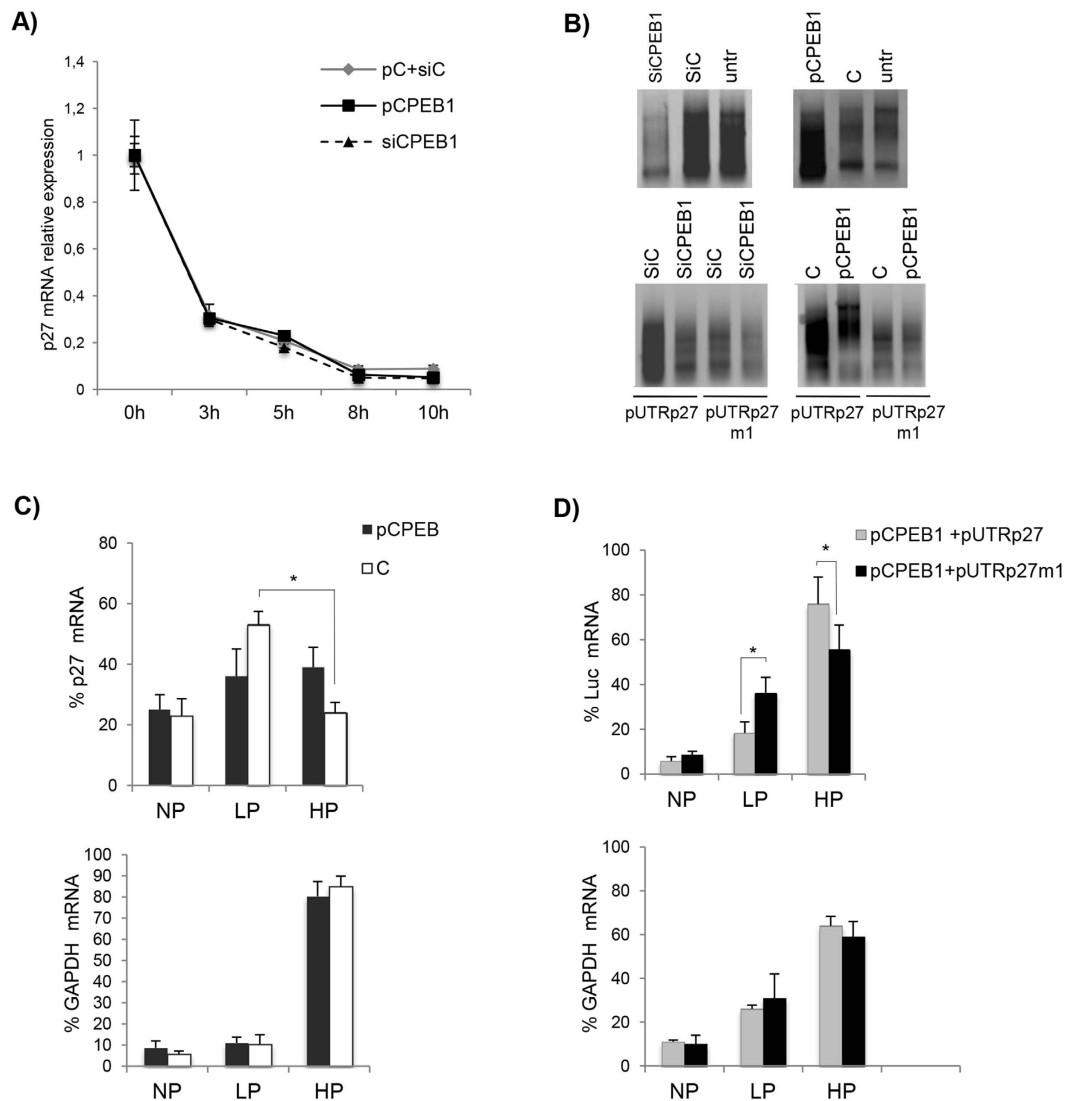 A)
1,4
1,2
1
0,8
0,6
0,4
0,2
0
p27 mRNA relative expression
0h 3h 5h 8h 10h
pC+siC
pCPEB1
siCPEB1
B)
SiCPEB1 SiC untr
pCPEB1 C untr
SiC SiCPEB1 SiC SiCPEB1
C pCPEB1 C pCPEB1
pUTRp27 pUTRp27 m1
pUTRp27 pUTRp27 m1
C)
pCPEB
C
80
60
40
20
0
% p27 mRNA
*
NP LP HP
100
90
80
70
60
50
40
30
20
10
0
% GAPDH mRNA
NP LP HP
D)
pCPEB1 +pUTRp27
pCPEB1+pUTRp27m1
100
80
60
40
20
0
% Luc mRNA
*
*
NP LP HP
100
80
60
40
20
0
% GAPDH mRNA
NP LP HP